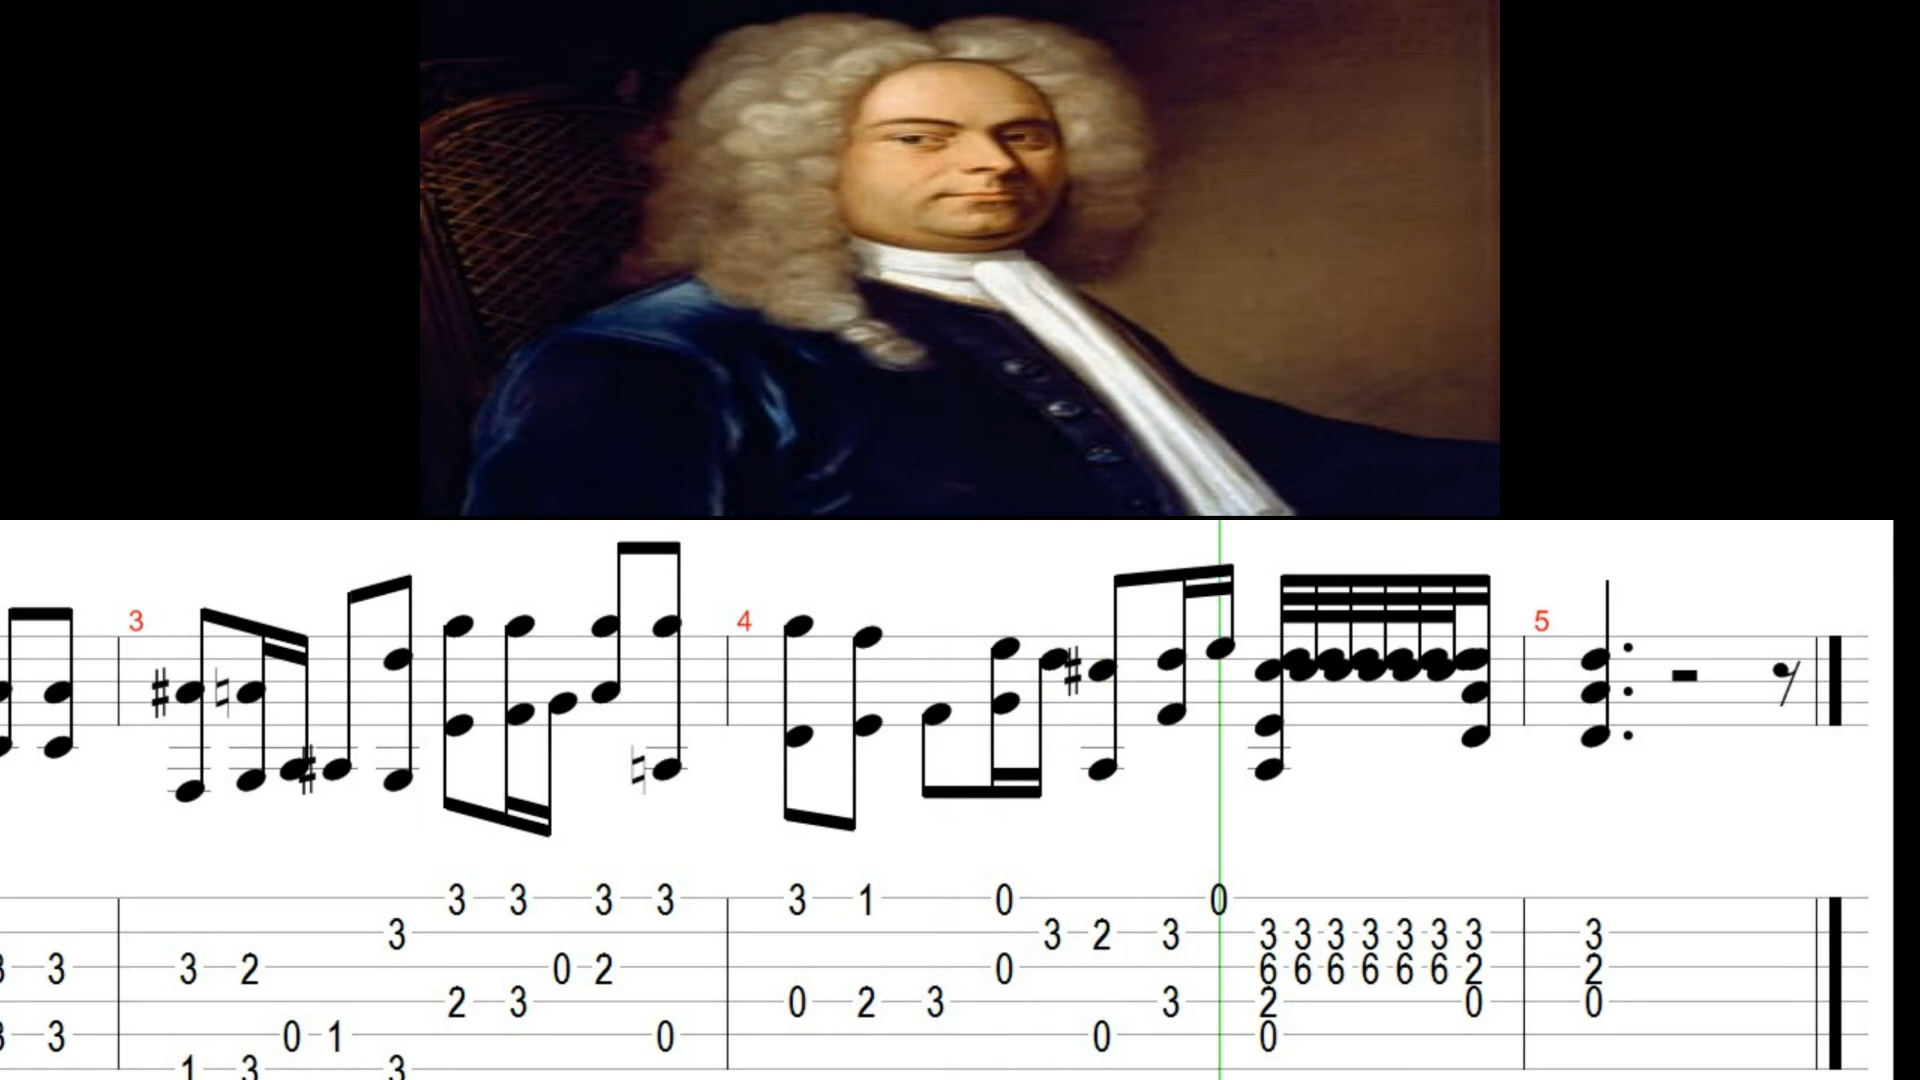 3 4 5
3 3 3 3 3 1 0 0
3 3 2 3 3 3 3 3 3 3 3 3
3 3 2 0 2 0 6 6 6 6 6 6 2 2
2 3 0 2 3 3 2 0 0
3 0 1 0 0 0
1 3 3